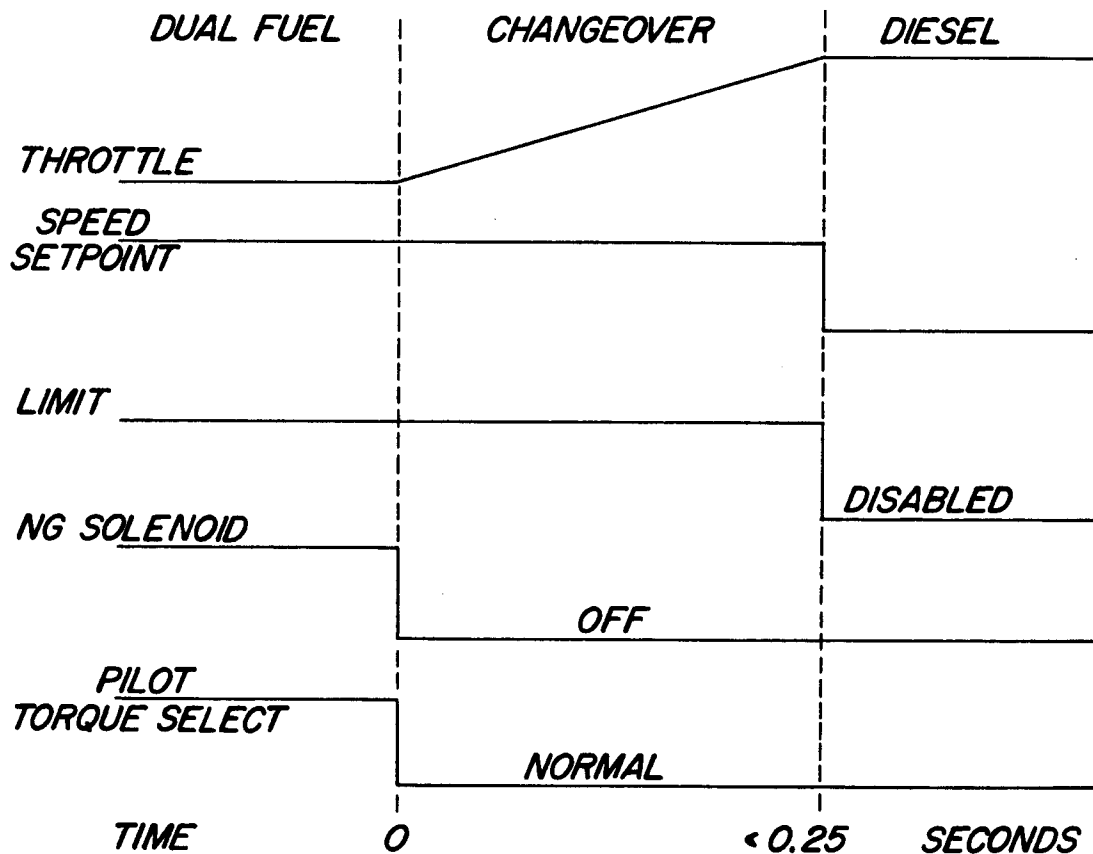 DUAL FUEL CHANGEOVER DIESEL
THROTTLE
SPEED
SETPOINT
LIMIT
DISABLED
NG SOLENOID
OFF
PILOT
TORQUE SELECT
NORMAL
TIME 0 < 0.25 SECONDS